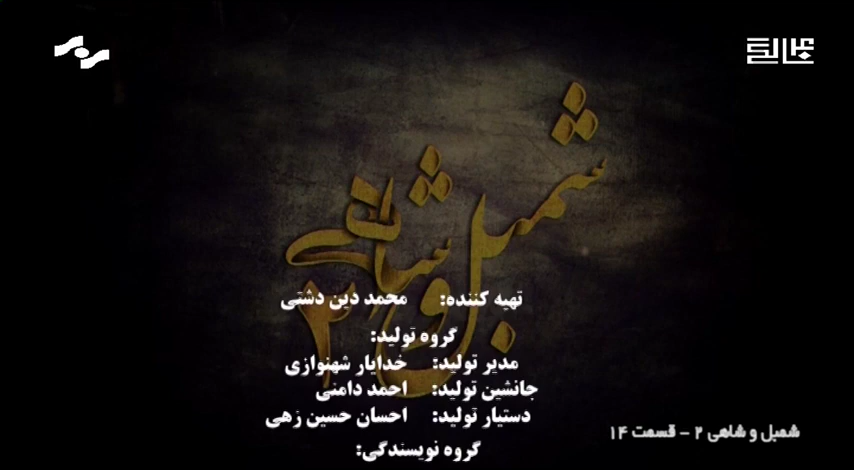 شمبل و شاهی
۲
تهیه کننده: محمد دین دشتی
گروه تولید:
مدیر تولید: خدایار شهنوازی
جانشین تولید: احمد دامنی
دستیار تولید: احسان حسین زهی
گروه نویسندگی:
شمبل و شاهی ۲ - قسمت ۱۴